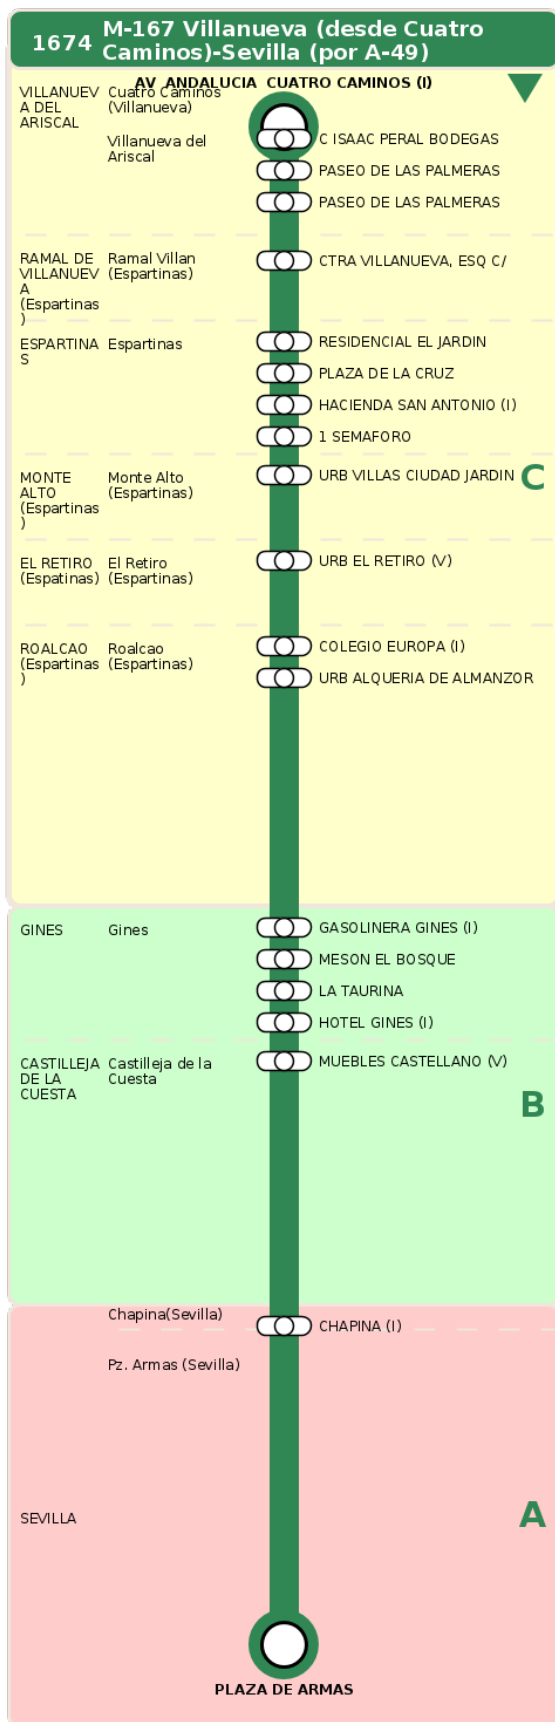 1674
M-167 Villanueva (desde Cuatro
Caminos)-Sevilla (por A-49)
AV ANDALUCIA CUATRO CAMINOS (I)
VILLANUEV
A DEL
ARISCAL
Cuatro Caminos
(Villanueva)
Villanueva del
Ariscal
C ISAAC PERAL BODEGAS
PASEO DE LAS PALMERAS
PASEO DE LAS PALMERAS
RAMAL DE
VILLANUEV
A
(Espartinas
)
Ramal Villan
(Espartinas)
CTRA VILLANUEVA, ESQ C/
ESPARTINA
S
Espartinas
RESIDENCIAL EL JARDIN
PLAZA DE LA CRUZ
HACIENDA SAN ANTONIO (I)
1 SEMAFORO
MONTE
ALTO
(Espartinas
)
Monte Alto
(Espartinas)
URB VILLAS CIUDAD JARDIN
C
EL RETIRO
(Espatinas)
El Retiro
(Espartinas)
URB EL RETIRO (V)
ROALCAO
(Espartinas
)
Roalcao
(Espartinas)
COLEGIO EUROPA (I)
URB ALQUERIA DE ALMANZOR
GINES
Gines
GASOLINERA GINES (I)
MESON EL BOSQUE
LA TAURINA
HOTEL GINES (I)
CASTILLEJA
DE LA
CUESTA
Castilleja de la
Cuesta
MUEBLES CASTELLANO (V)
B
Chapina(Sevilla)
CHAPINA (I)
Pz. Armas (Sevilla)
SEVILLA
A
PLAZA DE ARMAS